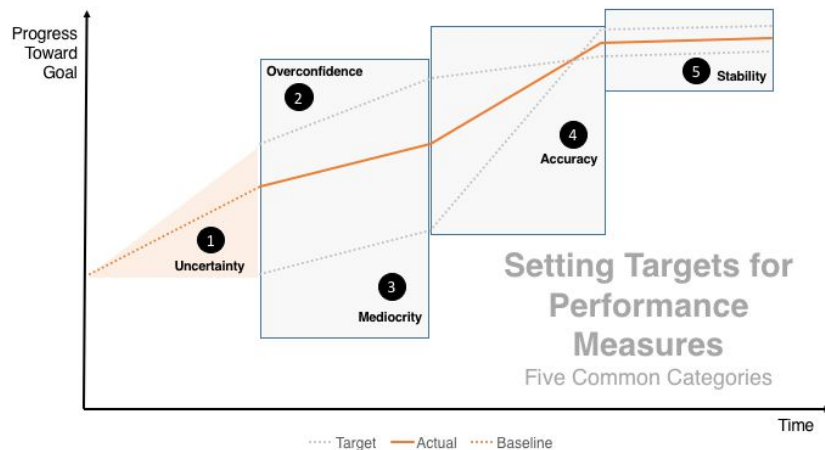 Progress
Toward
Goal
Overconfidence
2
5
Stability
4
Accuracy
1
Uncertainty
3
Mediocrity
Setting Targets for
Performance
Measures
Five Common Categories
Time
Target Actual Baseline